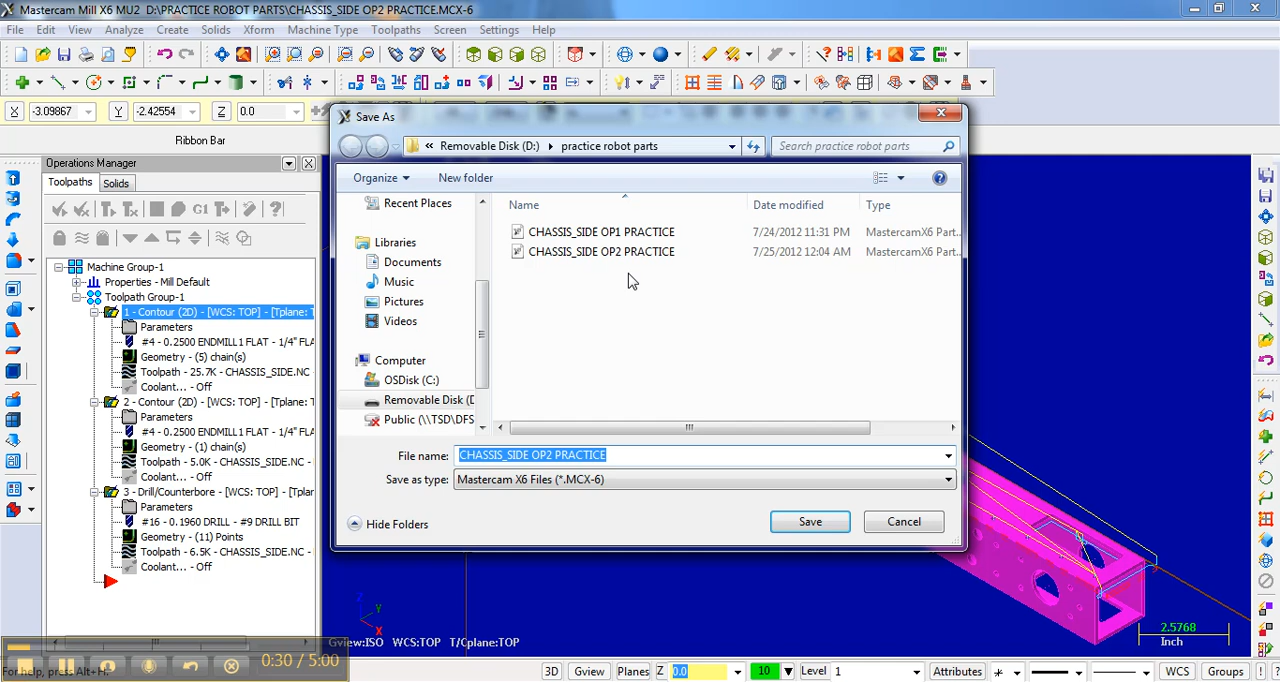 Mastercam Mill X6 MU2 D:\PRACTICE ROBOT PARTS\CHASSIS_SIDE OP2 PRACTICE.MCX-6
File Edit View Analyze Create Solids Xform Machine Type Toolpaths Screen Settings Help
X -3.09867 Y -2.42554 Z 0.0
Ribbon Bar
Operations Manager
Toolpaths Solids
G1
Machine Group-1
Properties - Mill Default
Toolpath Group-1
1 - Contour (2D) - [WCS: TOP] - [Tplane: T
Parameters
#4 - 0.2500 ENDMILL1 FLAT - 1/4" FLA
Geometry - (5) chain(s)
Toolpath - 25.7K - CHASSIS_SIDE.NC
Coolant... - Off
2 - Contour (2D) - [WCS: TOP] - [Tplane: T
Parameters
#4 - 0.2500 ENDMILL1 FLAT - 1/4" FLA
Geometry - (1) chain(s)
Toolpath - 5.0K - CHASSIS_SIDE.NC -
Coolant... - Off
3 - Drill/Counterbore - [WCS: TOP] - [Tpla
Parameters
#16 - 0.1960 DRILL - #9 DRILL BIT
Geometry - (11) Points
Toolpath - 6.5K - CHASSIS_SIDE.NC -
Coolant... - Off
Save As
« Removable Disk (D:) practice robot parts
Search practice robot parts
Organize New folder
Recent Places
Libraries
Documents
Music
Pictures
Videos
Computer
OSDisk (C:)
Removable Disk (D
Public (\\TSD\DFS
Name Date modified Type
CHASSIS_SIDE OP1 PRACTICE 7/24/2012 11:31 PM MastercamX6 Part...
CHASSIS_SIDE OP2 PRACTICE 7/25/2012 12:04 AM MastercamX6 Part...
File name: CHASSIS_SIDE OP2 PRACTICE
Save as type: Mastercam X6 Files (*.MCX-6)
Hide Folders Save Cancel
Z Y X
Gview:ISO WCS:TOP T/Cplane:TOP
2.5768
Inch
0:30 / 5:00
For help, press Alt+H.
3D Gview Planes Z 0.0 10 Level 1 Attributes WCS Groups ! ?